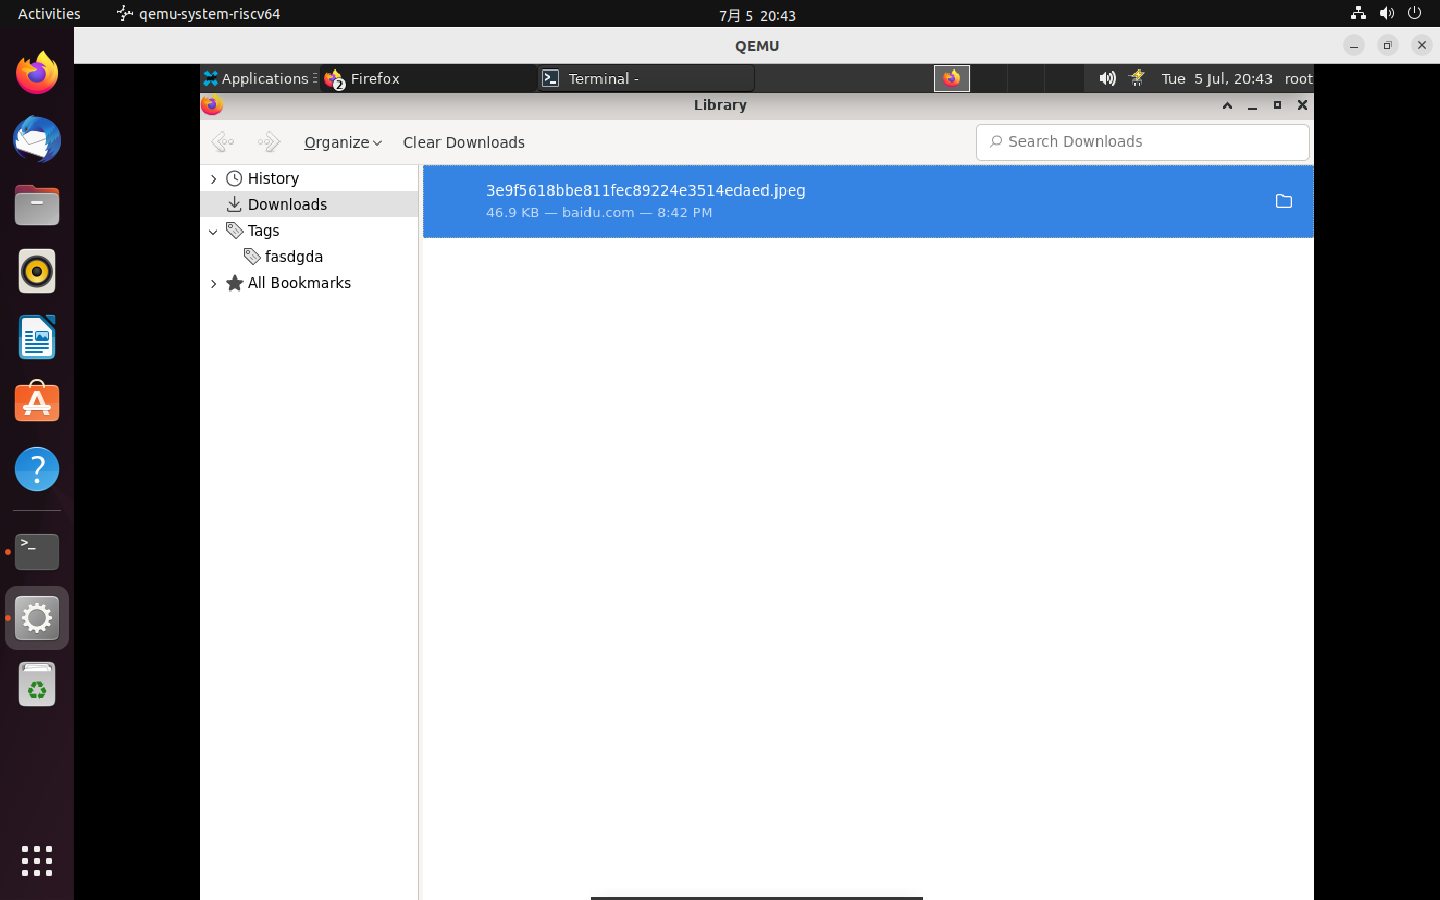 Activities
qemu-system-riscv64
7月 5 20:43
QEMU
Applications
2
Firefox
Terminal -
Tue 5 Jul, 20:43
root
Library
Organize
Clear Downloads
Search Downloads
History
Downloads
Tags
fasdgda
All Bookmarks
3e9f5618bbe811fec89224e3514edaed.jpeg
46.9 KB — baidu.com — 8:42 PM